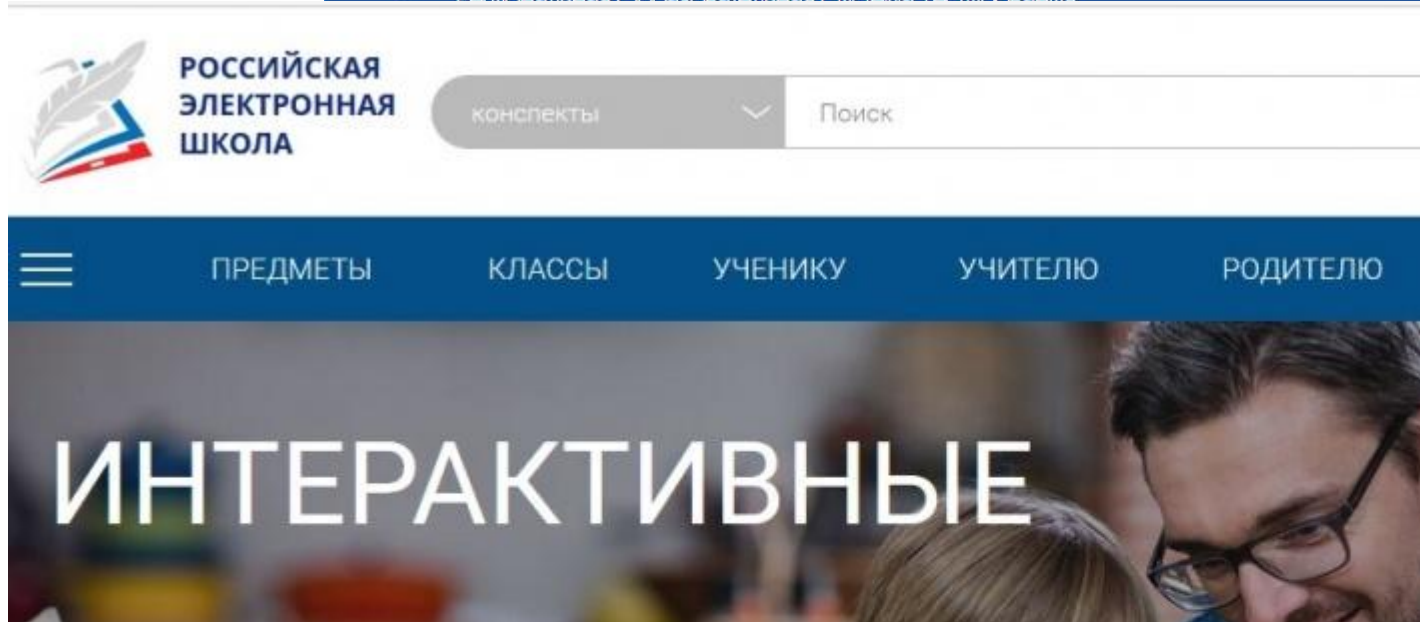 РОССИЙСКАЯ
ЭЛЕКТРОННАЯ
ШКОЛА
конспекты
Поиск
ПРЕДМЕТЫ КЛАССЫ УЧЕНИКУ УЧИТЕЛЮ РОДИТЕЛЮ
ИНТЕРАКТИВНЫЕ